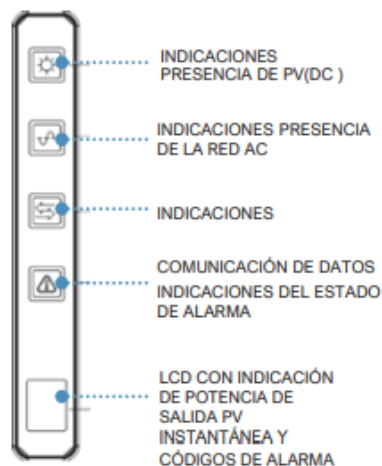 INDICACIONES
PRESENCIA DE PV(DC )
INDICACIONES PRESENCIA
DE LA RED AC
INDICACIONES
COMUNICACIÓN DE DATOS
INDICACIONES DEL ESTADO
DE ALARMA
LCD CON INDICACIÓN
DE POTENCIA DE
SALIDA PV
INSTANTÁNEA Y
CÓDIGOS DE ALARMA